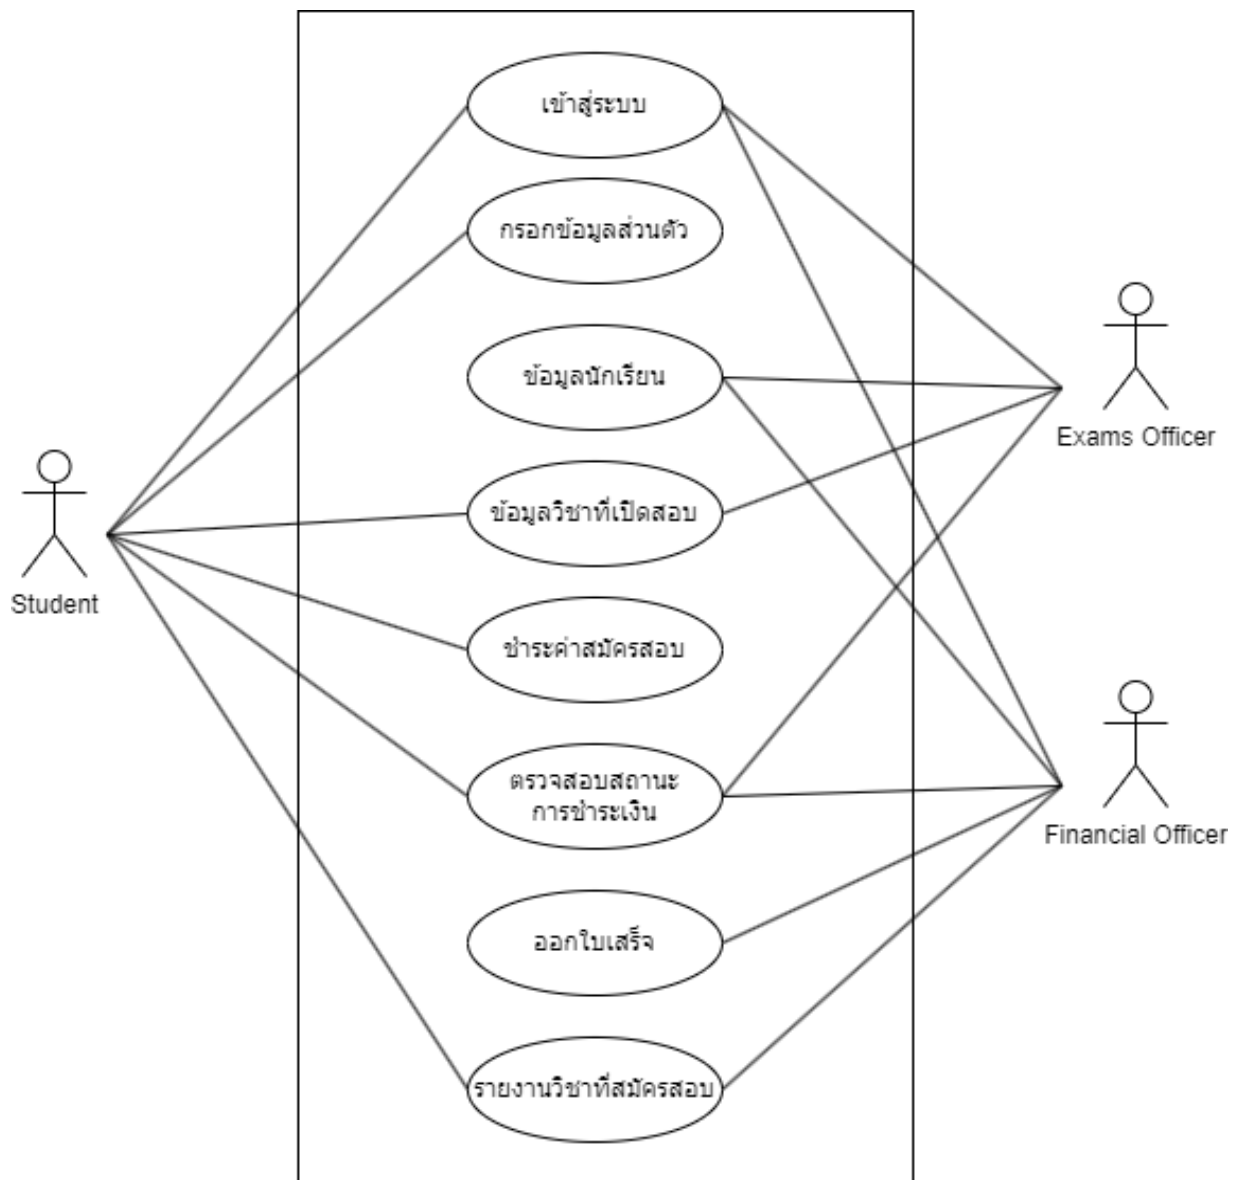 เข้าสู่ระบบ
กรอกข้อมูลส่วนตัว
ข้อมูลนักเรียน
Exams Officer
ข้อมูลวิชาที่เปิดสอบ
Student
ชำระค่าสมัครสอบ
ตรวจสอบสถานะ
การชำระเงิน
Financial Officer
ออกใบเสร็จ
รายงานวิชาที่สมัครสอบ